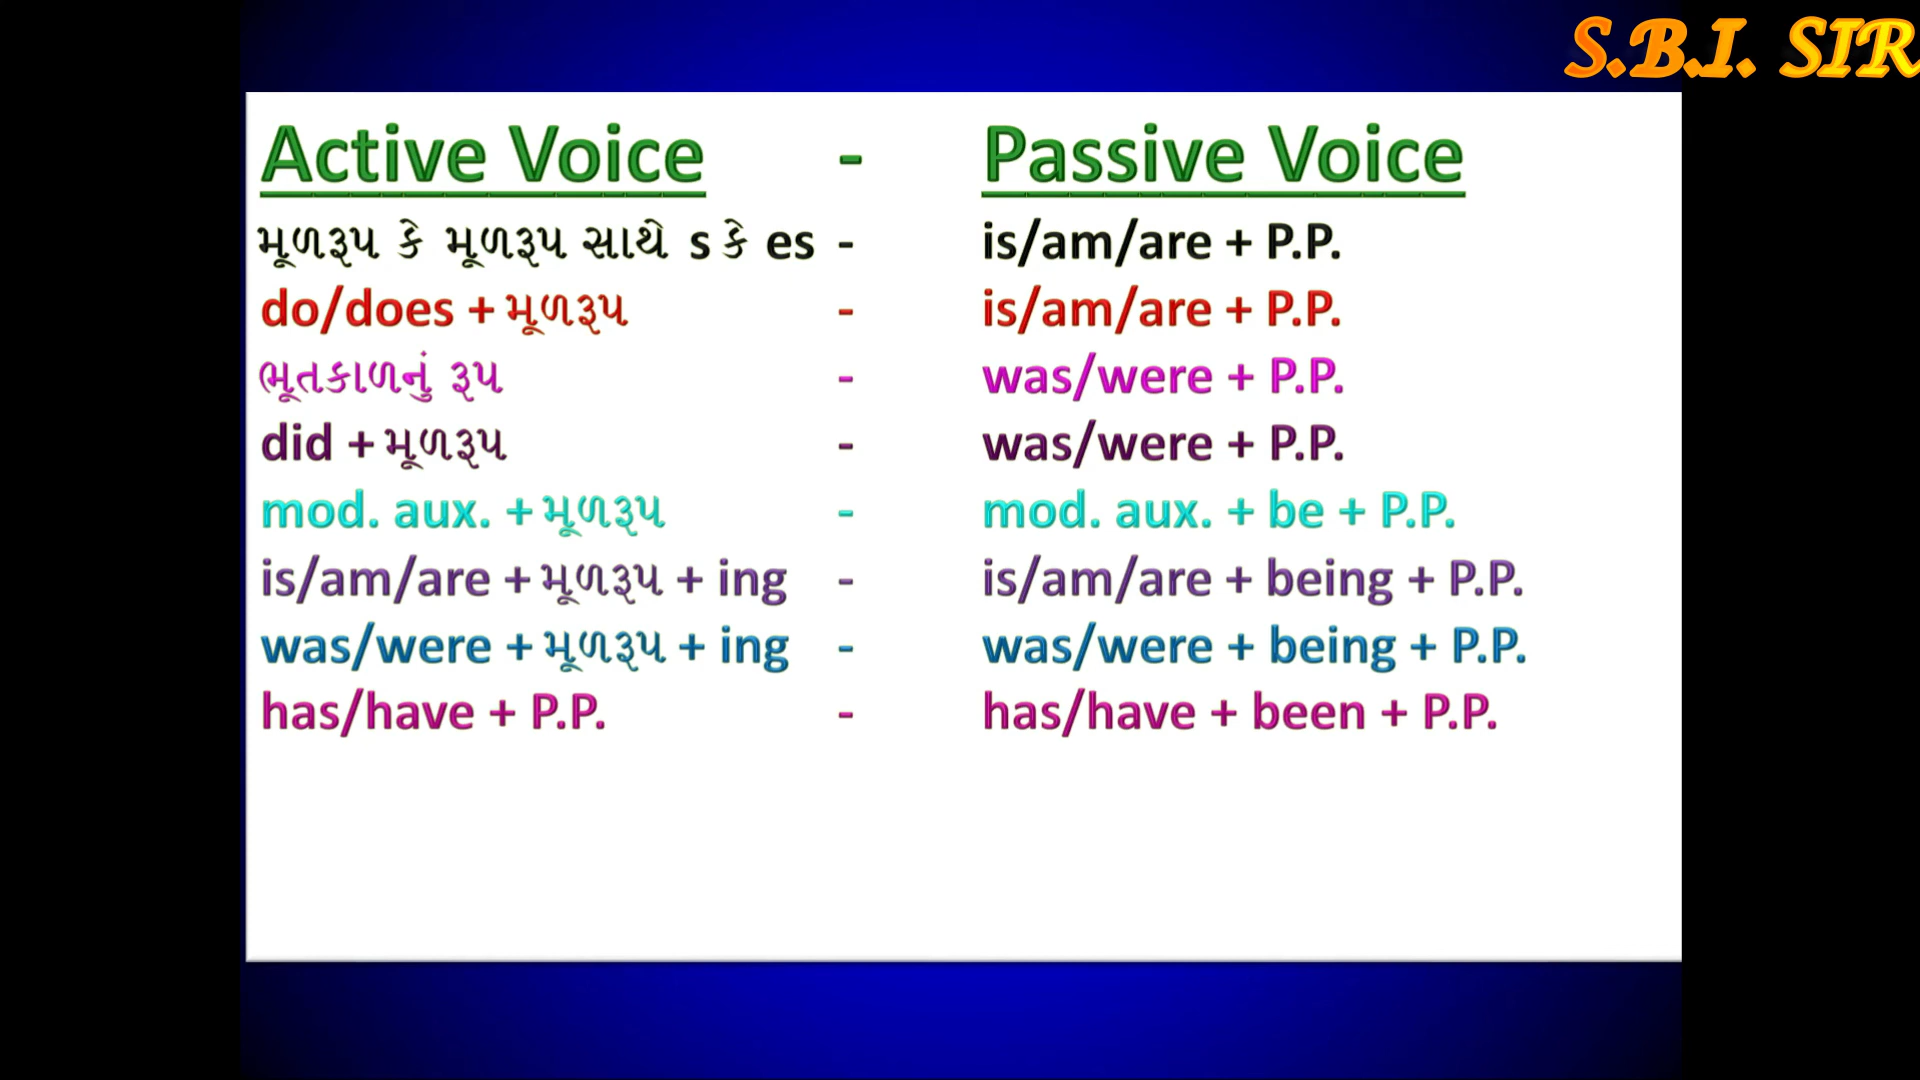 S.B.I. SIR
Active Voice - Passive Voice
મૂળરૂપ કે મૂળરૂપ સાથે s કે es - is/am/are + P.P.
do/does + મૂળરૂપ - is/am/are + P.P.
ભૂતકાળનું રૂપ - was/were + P.P.
did + મૂળરૂપ - was/were + P.P.
mod. aux. + મૂળરૂપ - mod. aux. + be + P.P.
is/am/are + મૂળરૂપ + ing - is/am/are + being + P.P.
was/were + મૂળરૂપ + ing - was/were + being + P.P.
has/have + P.P. - has/have + been + P.P.